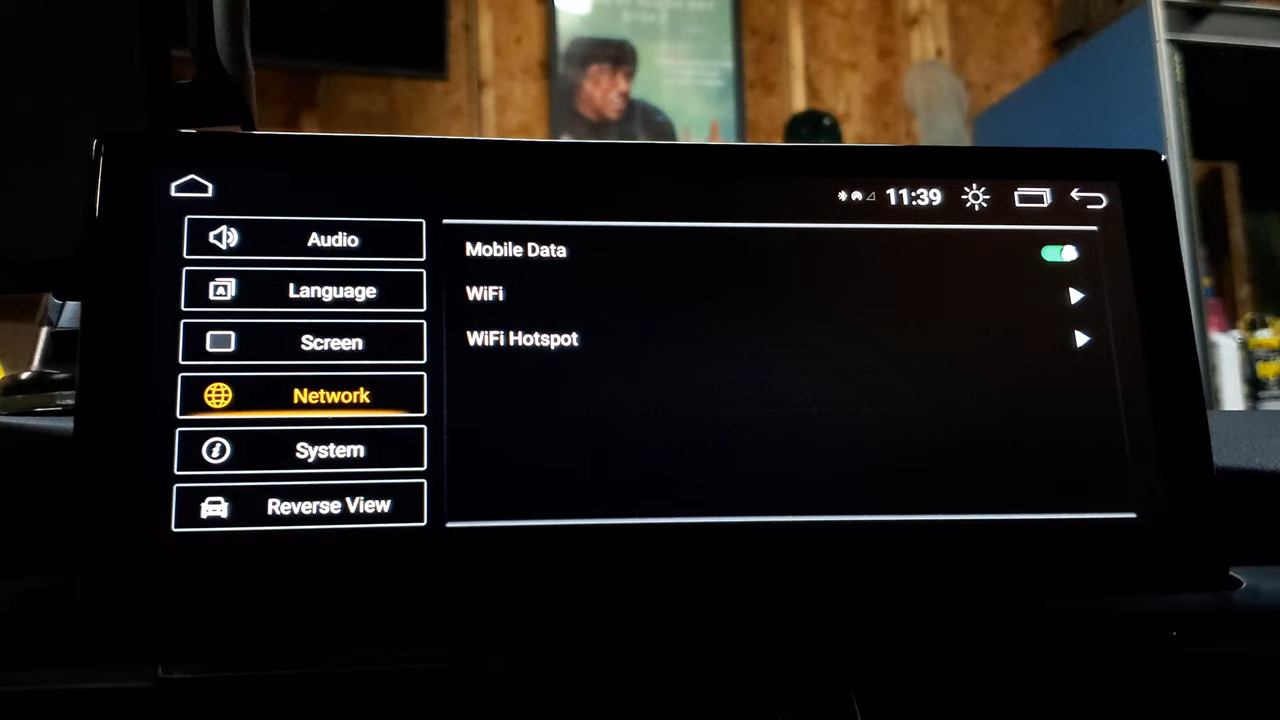 11:39
Audio
Language
Screen
Network
System
Reverse View
Mobile Data
WiFi
WiFi Hotspot